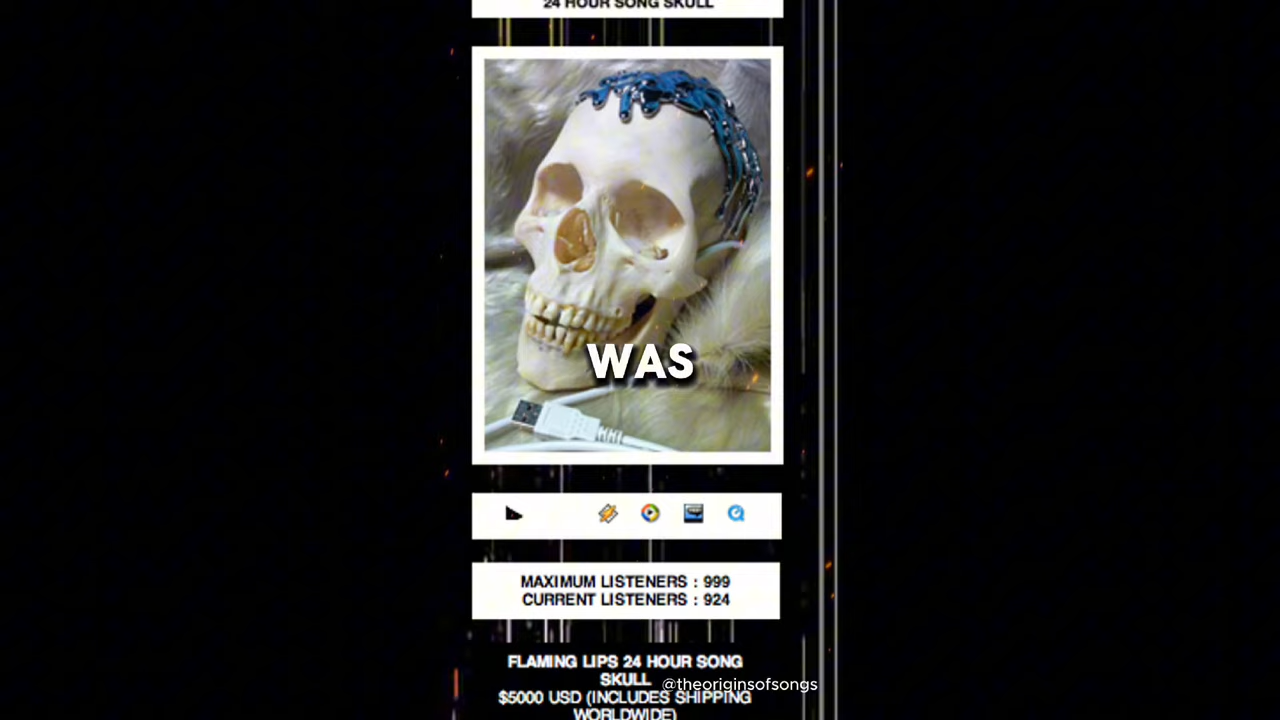 24 HOUR SONG SKULL
WAS
MAXIMUM LISTENERS : 999
CURRENT LISTENERS : 924
FLAMING LIPS 24 HOUR SONG
SKULL
@theoriginsofsongs
$5000 USD (INCLUDES SHIPPING
WORLDWIDE)